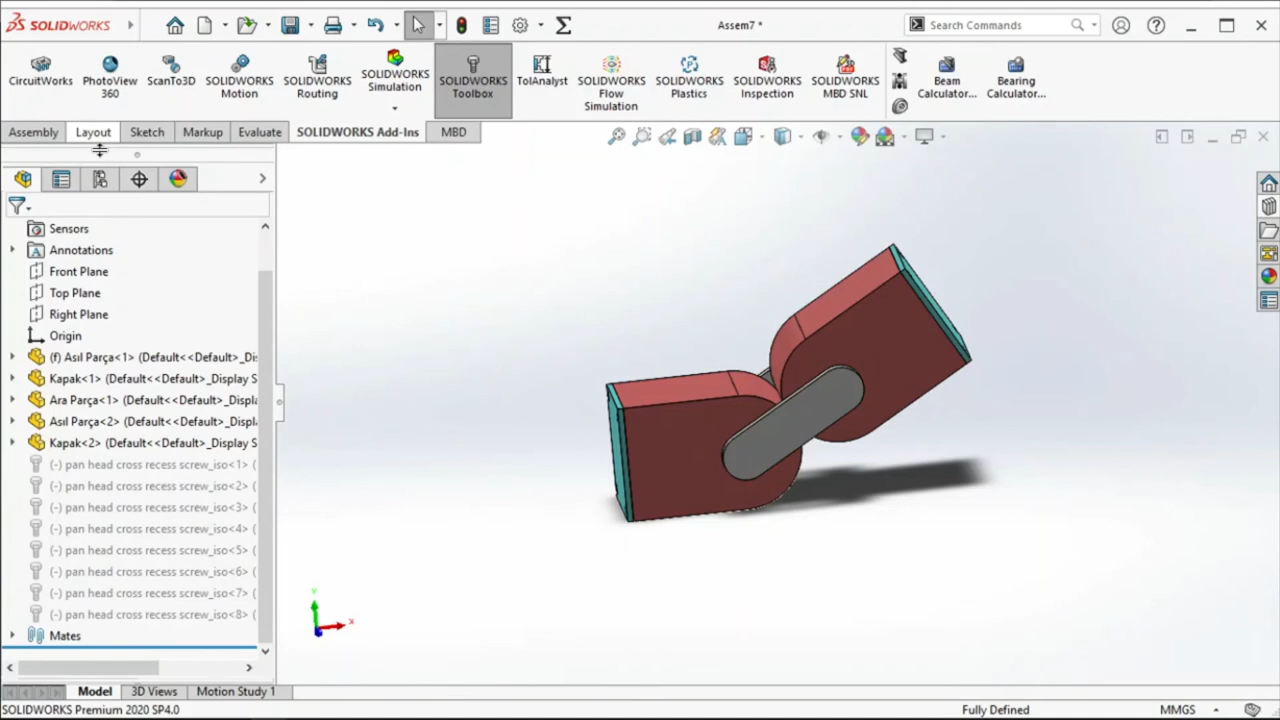 SOLIDWORKS
Assem7 *
Search Commands
CircuitWorks
PhotoView 360
ScanTo3D
SOLIDWORKS Motion
SOLIDWORKS Routing
SOLIDWORKS Simulation
SOLIDWORKS Toolbox
TolAnalyst
SOLIDWORKS Flow Simulation
SOLIDWORKS Plastics
SOLIDWORKS Inspection
SOLIDWORKS MBD SNL
Beam Calculator...
Bearing Calculator...
Assembly
Layout
Sketch
Markup
Evaluate
SOLIDWORKS Add-Ins
MBD
Sensors
Annotations
Front Plane
Top Plane
Right Plane
Origin
(f) Asıl Parça<1> (Default<<Default>_Di
Kapak<1> (Default<<Default>_Display S
Ara Parça<1> (Default<<Default>_Displa
Asıl Parça<2> (Default<<Default>_Displ
Kapak<2> (Default<<Default>_Display S
(-) pan head cross recess screw_iso<1> (
(-) pan head cross recess screw_iso<2> (
(-) pan head cross recess screw_iso<3> (
(-) pan head cross recess screw_iso<4> (
(-) pan head cross recess screw_iso<5> (
(-) pan head cross recess screw_iso<6> (
(-) pan head cross recess screw_iso<7> (
(-) pan head cross recess screw_iso<8> (
Mates
Y
X
Model
3D Views
Motion Study 1
SOLIDWORKS Premium 2020 SP4.0
Fully Defined
MMGS